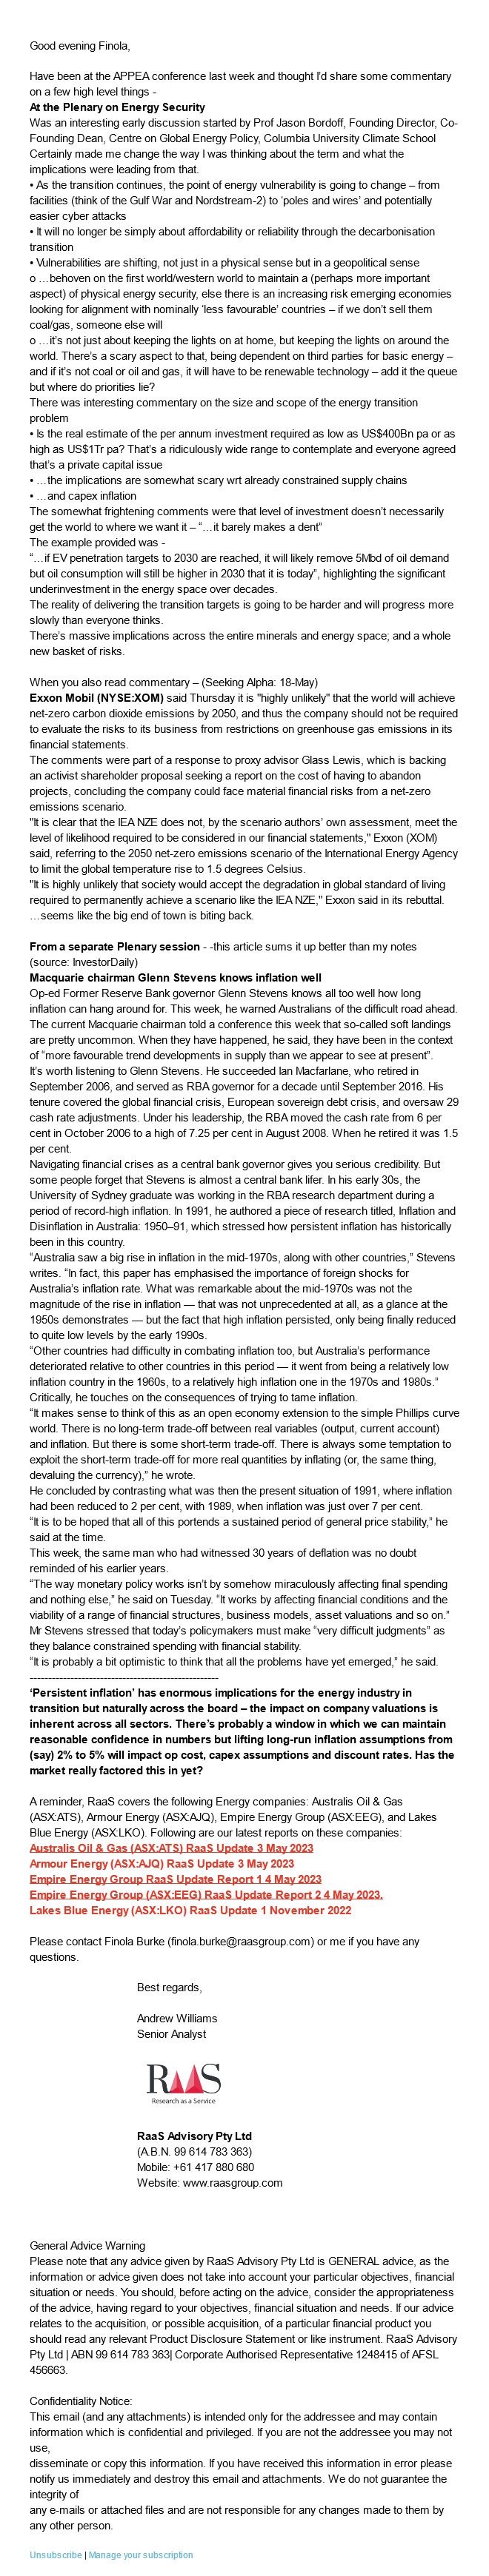 Good evening Finola,
Have been at the APPEA conference last week and thought I'd share some commentary
on a few high level things -
At the Plenary on Energy Security
Was an interesting early discussion started by Prof Jason Bordoff, Founding Director, Co-
Founding Dean, Centre on Global Energy Policy, Columbia University Climate School
Certainly made me change the way I was thinking about the term and what the
implications were leading from that.
• As the transition continues, the point of energy vulnerability is going to change – from
facilities (think of the Gulf War and Nordstream-2) to 'poles and wires' and potentially
easier cyber attacks
• It will no longer be simply about affordability or reliability through the decarbonisation
transition
• Vulnerabilities are shifting, not just in a physical sense but in a geopolitical sense
o …behoven on the first world/western world to maintain a (perhaps more important
aspect) of physical energy security, else there is an increasing risk emerging economies
looking for alignment with nominally 'less favourable' countries – if we don't sell them
coal/gas, someone else will
o …it's not just about keeping the lights on at home, but keeping the lights on around the
world. There's a scary aspect to that, being dependent on third parties for basic energy –
and if it's not coal or oil and gas, it will have to be renewable technology – add it the queue
but where do priorities lie?
There was interesting commentary on the size and scope of the energy transition
problem
• Is the real estimate of the per annum investment required as low as US$400Bn pa or as
high as US$1Tr pa? That's a ridiculously wide range to contemplate and everyone agreed
that's a private capital issue
• …the implications are somewhat scary wrt already constrained supply chains
• …and capex inflation
The somewhat frightening comments were that level of investment doesn't necessarily
get the world to where we want it – "…it barely makes a dent"
The example provided was -
"…if EV penetration targets to 2030 are reached, it will likely remove 5Mbd of oil demand
but oil consumption will still be higher in 2030 that it is today", highlighting the significant
underinvestment in the energy space over decades.
The reality of delivering the transition targets is going to be harder and will progress more
slowly than everyone thinks.
There's massive implications across the entire minerals and energy space; and a whole
new basket of risks.
When you also read commentary – (Seeking Alpha: 18-May)
Exxon Mobil (NYSE:XOM) said Thursday it is "highly unlikely" that the world will achieve
net-zero carbon dioxide emissions by 2050, and thus the company should not be required
to evaluate the risks to its business from restrictions on greenhouse gas emissions in its
financial statements.
The comments were part of a response to proxy advisor Glass Lewis, which is backing
an activist shareholder proposal seeking a report on the cost of having to abandon
projects, concluding the company could face material financial risks from a net-zero
emissions scenario.
"It is clear that the IEA NZE does not, by the scenario authors' own assessment, meet the
level of likelihood required to be considered in our financial statements," Exxon (XOM)
said, referring to the 2050 net-zero emissions scenario of the International Energy Agency
to limit the global temperature rise to 1.5 degrees Celsius.
"It is highly unlikely that society would accept the degradation in global standard of living
required to permanently achieve a scenario like the IEA NZE," Exxon said in its rebuttal.
…seems like the big end of town is biting back.
From a separate Plenary session - -this article sums it up better than my notes
(source: InvestorDaily)
Macquarie chairman Glenn Stevens knows inflation well
Op-ed Former Reserve Bank governor Glenn Stevens knows all too well how long
inflation can hang around for. This week, he warned Australians of the difficult road ahead.
The current Macquarie chairman told a conference this week that so-called soft landings
are pretty uncommon. When they have happened, he said, they have been in the context
of "more favourable trend developments in supply than we appear to see at present".
It's worth listening to Glenn Stevens. He succeeded Ian Macfarlane, who retired in
September 2006, and served as RBA governor for a decade until September 2016. His
tenure covered the global financial crisis, European sovereign debt crisis, and oversaw 29
cash rate adjustments. Under his leadership, the RBA moved the cash rate from 6 per
cent in October 2006 to a high of 7.25 per cent in August 2008. When he retired it was 1.5
per cent.
Navigating financial crises as a central bank governor gives you serious credibility. But
some people forget that Stevens is almost a central bank lifer. In his early 30s, the
University of Sydney graduate was working in the RBA research department during a
period of record-high inflation. In 1991, he authored a piece of research titled, Inflation and
Disinflation in Australia: 1950–91, which stressed how persistent inflation has historically
been in this country.
"Australia saw a big rise in inflation in the mid-1970s, along with other countries," Stevens
writes. "In fact, this paper has emphasised the importance of foreign shocks for
Australia's inflation rate. What was remarkable about the mid-1970s was not the
magnitude of the rise in inflation — that was not unprecedented at all, as a glance at the
1950s demonstrates — but the fact that high inflation persisted, only being finally reduced
to quite low levels by the early 1990s.
"Other countries had difficulty in combating inflation too, but Australia's performance
deteriorated relative to other countries in this period — it went from being a relatively low
inflation country in the 1960s, to a relatively high inflation one in the 1970s and 1980s."
Critically, he touches on the consequences of trying to tame inflation.
"It makes sense to think of this as an open economy extension to the simple Phillips curve
world. There is no long-term trade-off between real variables (output, current account)
and inflation. But there is some short-term trade-off. There is always some temptation to
exploit the short-term trade-off for more real quantities by inflating (or, the same thing,
devaluing the currency)," he wrote.
He concluded by contrasting what was then the present situation of 1991, where inflation
had been reduced to 2 per cent, with 1989, when inflation was just over 7 per cent.
"It is to be hoped that all of this portends a sustained period of general price stability," he
said at the time.
This week, the same man who had witnessed 30 years of deflation was no doubt
reminded of his earlier years.
"The way monetary policy works isn't by somehow miraculously affecting final spending
and nothing else," he said on Tuesday. "It works by affecting financial conditions and the
viability of a range of financial structures, business models, asset valuations and so on."
Mr Stevens stressed that today's policymakers must make "very difficult judgments" as
they balance constrained spending with financial stability.
"It is probably a bit optimistic to think that all the problems have yet emerged," he said.
---------------------------------------------------
'Persistent inflation' has enormous implications for the energy industry in
transition but naturally across the board – the impact on company valuations is
inherent across all sectors. There's probably a window in which we can maintain
reasonable confidence in numbers but lifting long-run inflation assumptions from
(say) 2% to 5% will impact op cost, capex assumptions and discount rates. Has the
market really factored this in yet?
A reminder, RaaS covers the following Energy companies: Australis Oil & Gas
(ASX:ATS), Armour Energy (ASX:AJQ), Empire Energy Group (ASX:EEG), and Lakes
Blue Energy (ASX:LKO). Following are our latest reports on these companies:
Australis Oil & Gas (ASX:ATS) RaaS Update 3 May 2023
Armour Energy (ASX:AJQ) RaaS Update 3 May 2023
Empire Energy Group RaaS Update Report 1 4 May 2023
Empire Energy Group (ASX:EEG) RaaS Update Report 2 4 May 2023.
Lakes Blue Energy (ASX:LKO) RaaS Update 1 November 2022
Please contact Finola Burke (finola.burke@raasgroup.com) or me if you have any
questions.
Best regards,
Andrew Williams
Senior Analyst
RaaS
Research as a Service
RaaS Advisory Pty Ltd
(A.B.N. 99 614 783 363)
Mobile: +61 417 880 680
Website: www.raasgroup.com
General Advice Warning
Please note that any advice given by RaaS Advisory Pty Ltd is GENERAL advice, as the
information or advice given does not take into account your particular objectives, financial
situation or needs. You should, before acting on the advice, consider the appropriateness
of the advice, having regard to your objectives, financial situation and needs. If our advice
relates to the acquisition, or possible acquisition, of a particular financial product you
should read any relevant Product Disclosure Statement or like instrument. RaaS Advisory
Pty Ltd | ABN 99 614 783 363| Corporate Authorised Representative 1248415 of AFSL
456663.
Confidentiality Notice:
This email (and any attachments) is intended only for the addressee and may contain
information which is confidential and privileged. If you are not the addressee you may not
use,
disseminate or copy this information. If you have received this information in error please
notify us immediately and destroy this email and attachments. We do not guarantee the
integrity of
any e-mails or attached files and are not responsible for any changes made to them by
any other person.
Unsubscribe | Manage your subscription